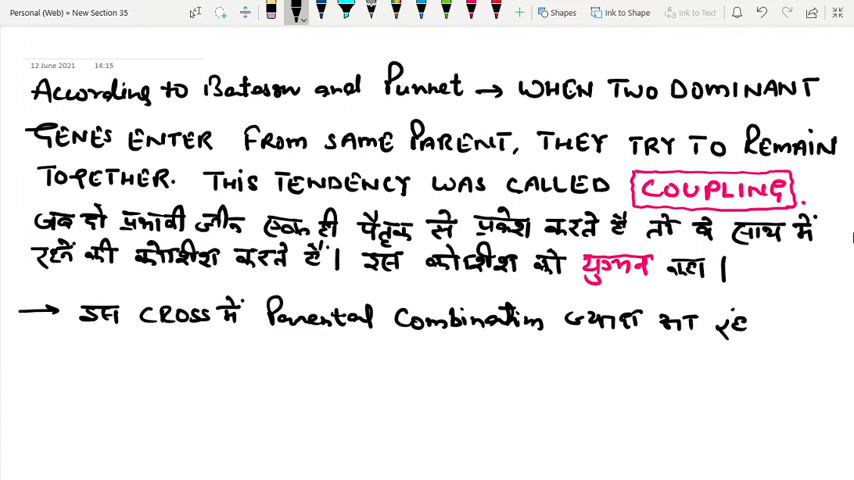 Personal (Web) » New Section 35
Shapes
Ink to Shape
Ink to Text
12 June 2021 14:15
According to Bateson and Punnet → WHEN TWO DOMINANT
GENES ENTER FROM SAME PARENT, THEY TRY TO REMAIN
TOGETHER. THIS TENDENCY WAS CALLED COUPLING.
जब दो प्रभावी जीन एक ही पैतृक से प्रवेश करते है तो वे साथ में
रहने की कोशिश करते हैं। इस कोशीश को युग्मन कहा।
→ इस CROSS में Parental Combination ज्यादा आ रहे